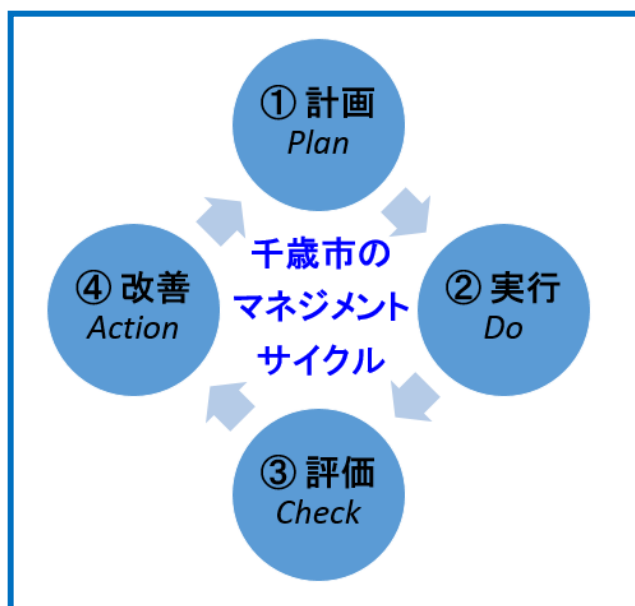 ① 計画
Plan
千歳市の
マネジメント
サイクル
② 実行
Do
③ 評価
Check
④ 改善
Action